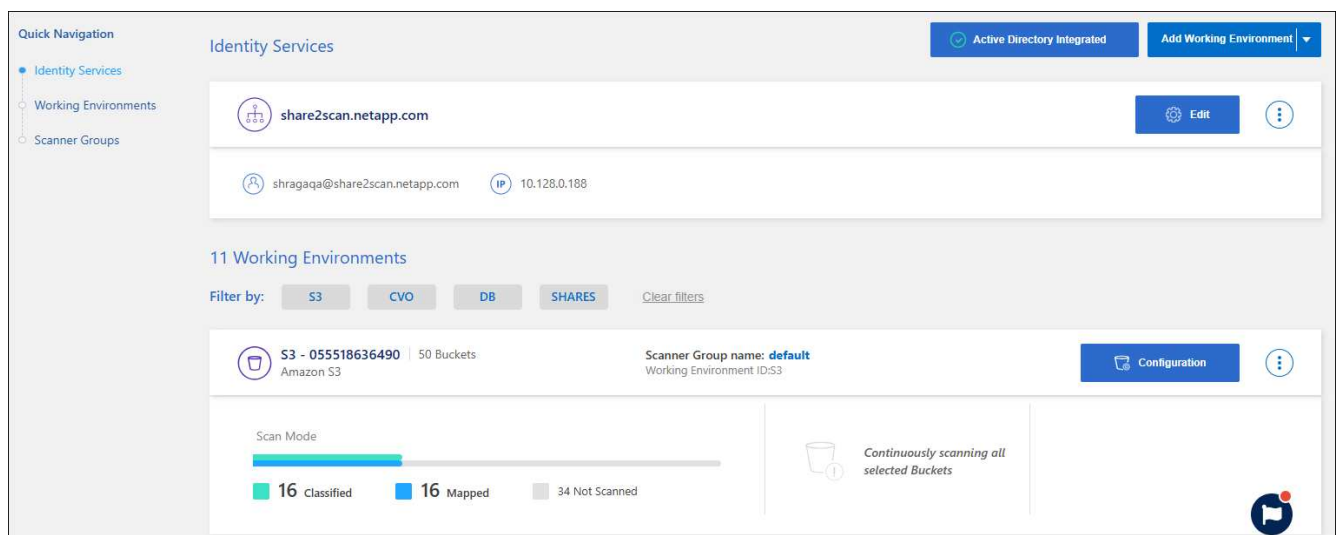 Quick Navigation
Identity Services
Working Environments
Scanner Groups
Identity Services
Active Directory Integrated
Add Working Environment
share2scan.netapp.com
Edit
shragaqa@share2scan.netapp.com
IP
10.128.0.188
11 Working Environments
Filter by:
S3
CVO
DB
SHARES
Clear filters
S3 - 055518636490
50 Buckets
Amazon S3
Scanner Group name: default
Working Environment ID:S3
Configuration
Scan Mode
16 Classified
16 Mapped
34 Not Scanned
Continuously scanning all
selected Bucket